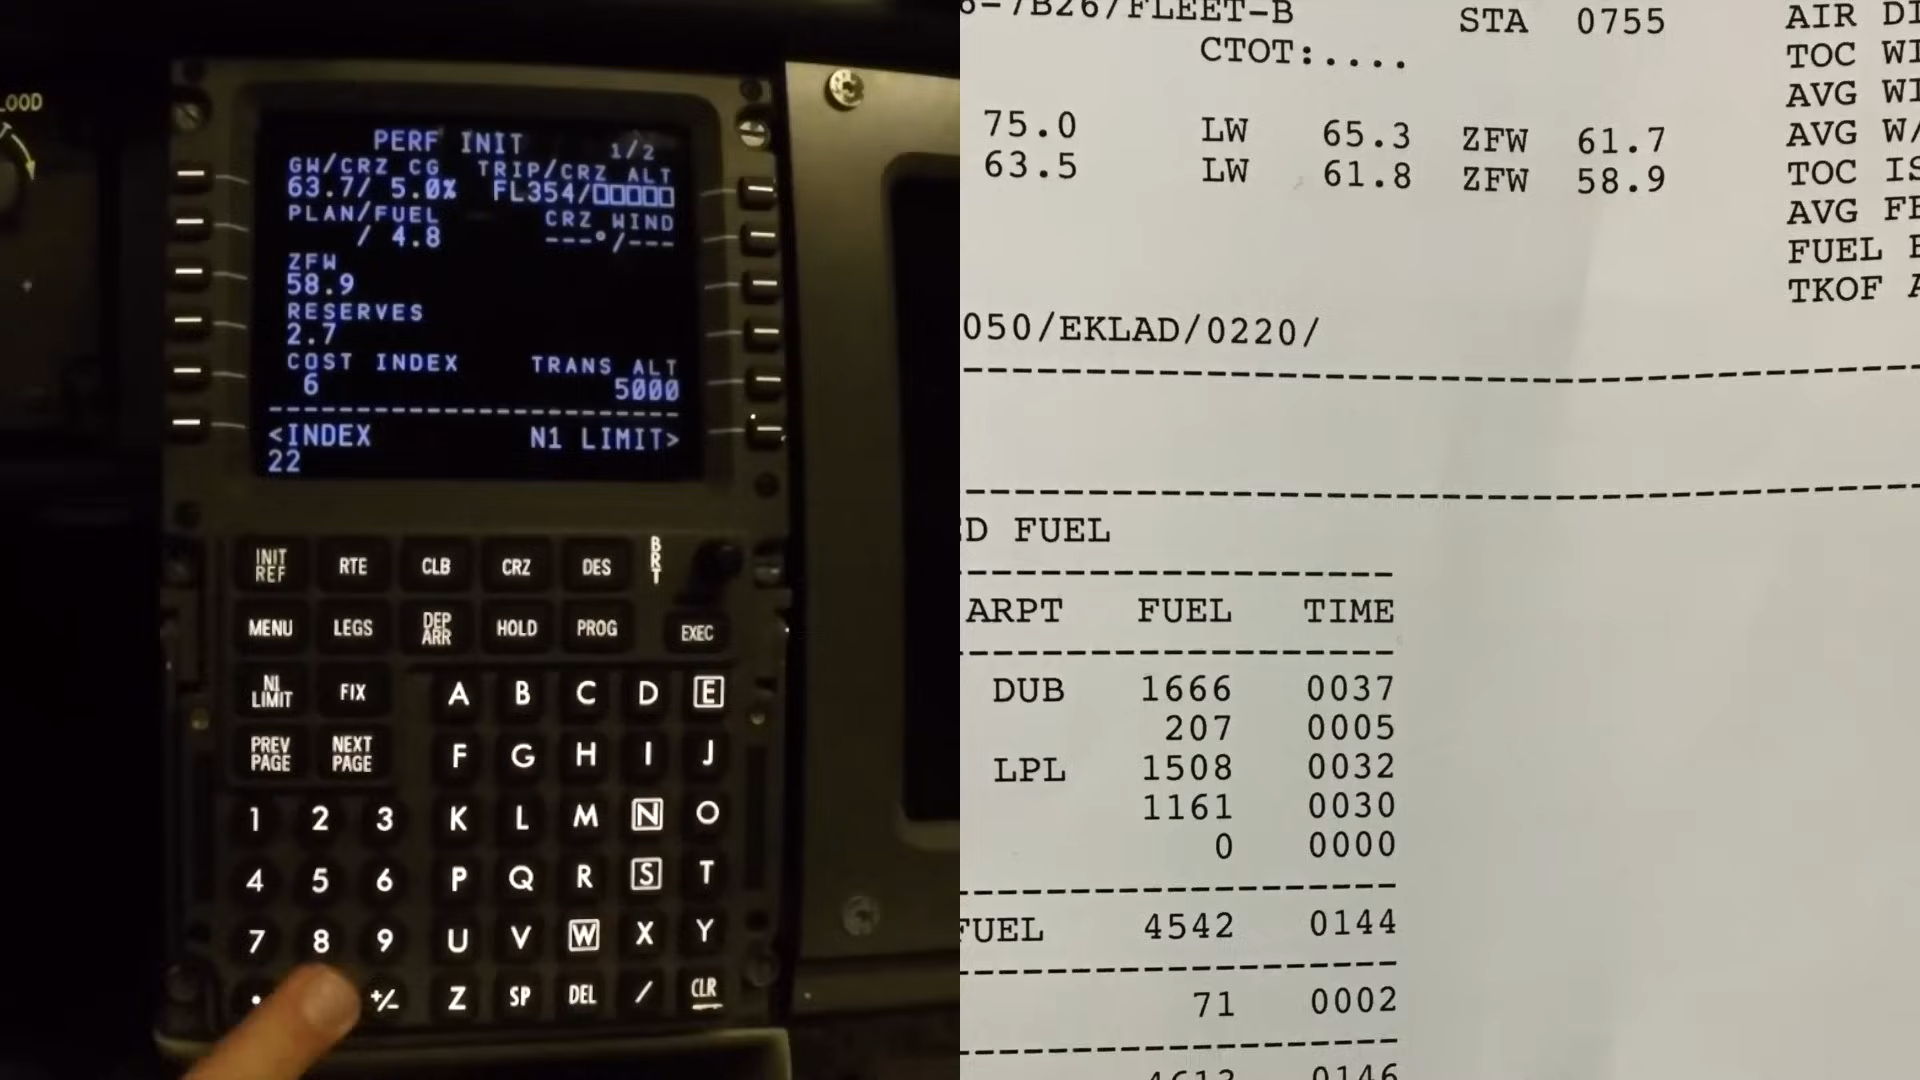 LOOD
PERF INIT 1/2
GW/CRZ CG TRIP/CRZ ALT
63.7/ 5.0% FL354/□□□□□
PLAN/FUEL CRZ WIND
/ 4.8 ---°/---
ZFW
58.9
RESERVES
2.7
COST INDEX TRANS ALT
6 5000
--------------------------------
<INDEX N1 LIMIT>
22
INIT REF RTE CLB CRZ DES BRT
MENU LEGS DEP ARR HOLD PROG EXEC
N1 LIMIT FIX A B C D E
PREV PAGE NEXT PAGE F G H I J
1 2 3 K L M N O
4 5 6 P Q R S T
7 8 9 U V W X Y
. +/- Z SP DEL / CLR
6-7B26/FLEET-B STA 0755 AIR DI
CTOT:.... TOC WI
AVG WI
75.0 LW 65.3 ZFW 61.7 AVG W/
63.5 LW 61.8 ZFW 58.9 TOC IS
AVG FF
FUEL
TKOF A
050/EKLAD/0220/
D FUEL
ARPT FUEL TIME
DUB 1666 0037
207 0005
LPL 1508 0032
1161 0030
0 0000
FUEL 4542 0144
71 0002
4613 0146